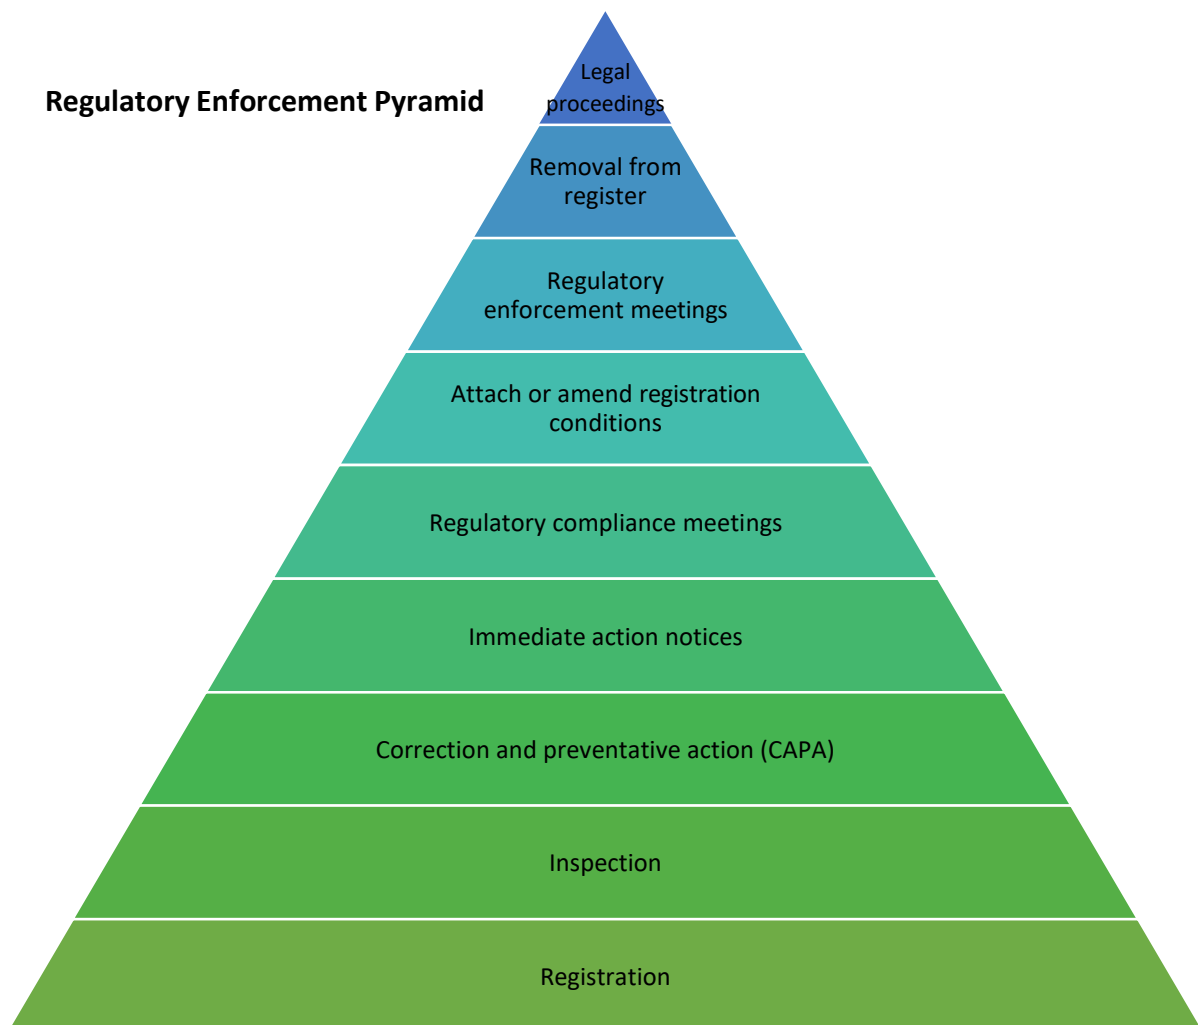 Legal
proceedings
Regulatory Enforcement Pyramid
Removal from
register
Regulatory
enforcement meetings
Attach or amend registration
conditions
Regulatory compliance meetings
Immediate action notices
Correction and preventative action (CAPA)
Inspection
Registration